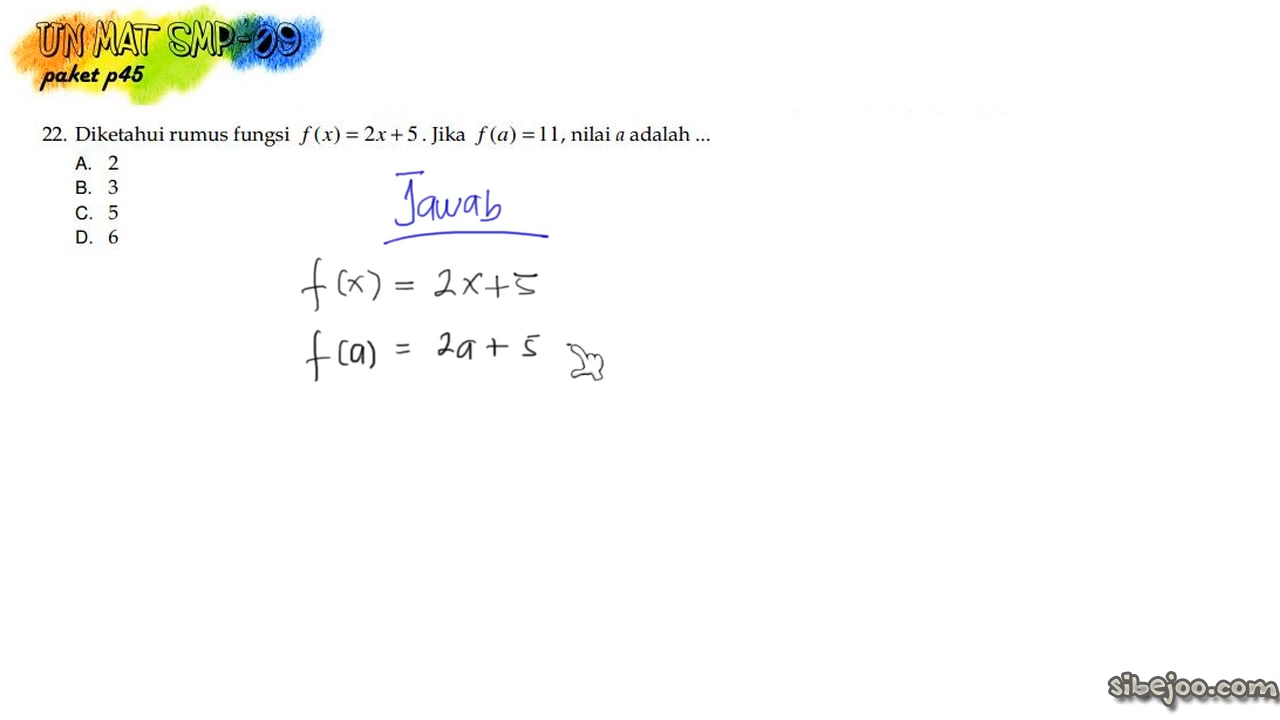 UN MAT SMP-09
paket p45
22. Diketahui rumus fungsi f(x) = 2x + 5. Jika f(a) = 11, nilai a adalah ...
A. 2
B. 3
C. 5
D. 6
Jawab
f(x) = 2x+5
f(a) = 2a + 5
sibejoo.com